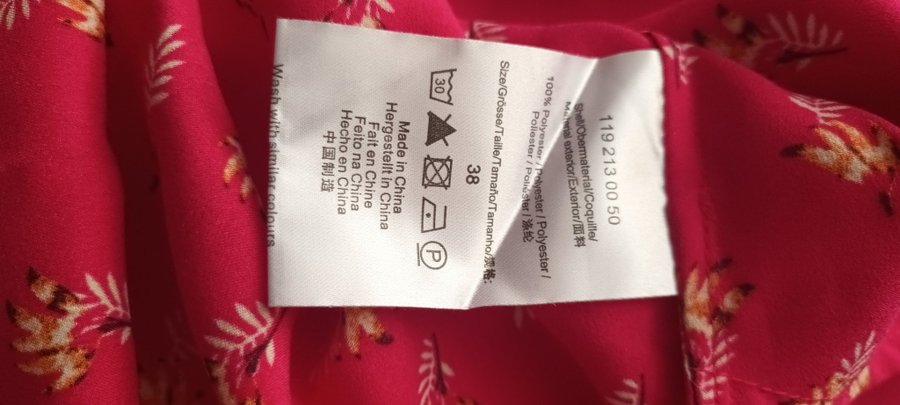 119 213 00 50
Shell/Obermaterial/Coquille/
Material exterior/Exterior/面料
100% Polyester / Polyester / Polyester /
Poliester / Poliéster / 涤纶
Size/Grösse/Taille/Tamaño/Tamanho/规格:
38
30
P
Made in China
Hergestellt in China
Fait en Chine
Feito na China
Hecho en China
中国制造
Wash with similar colours